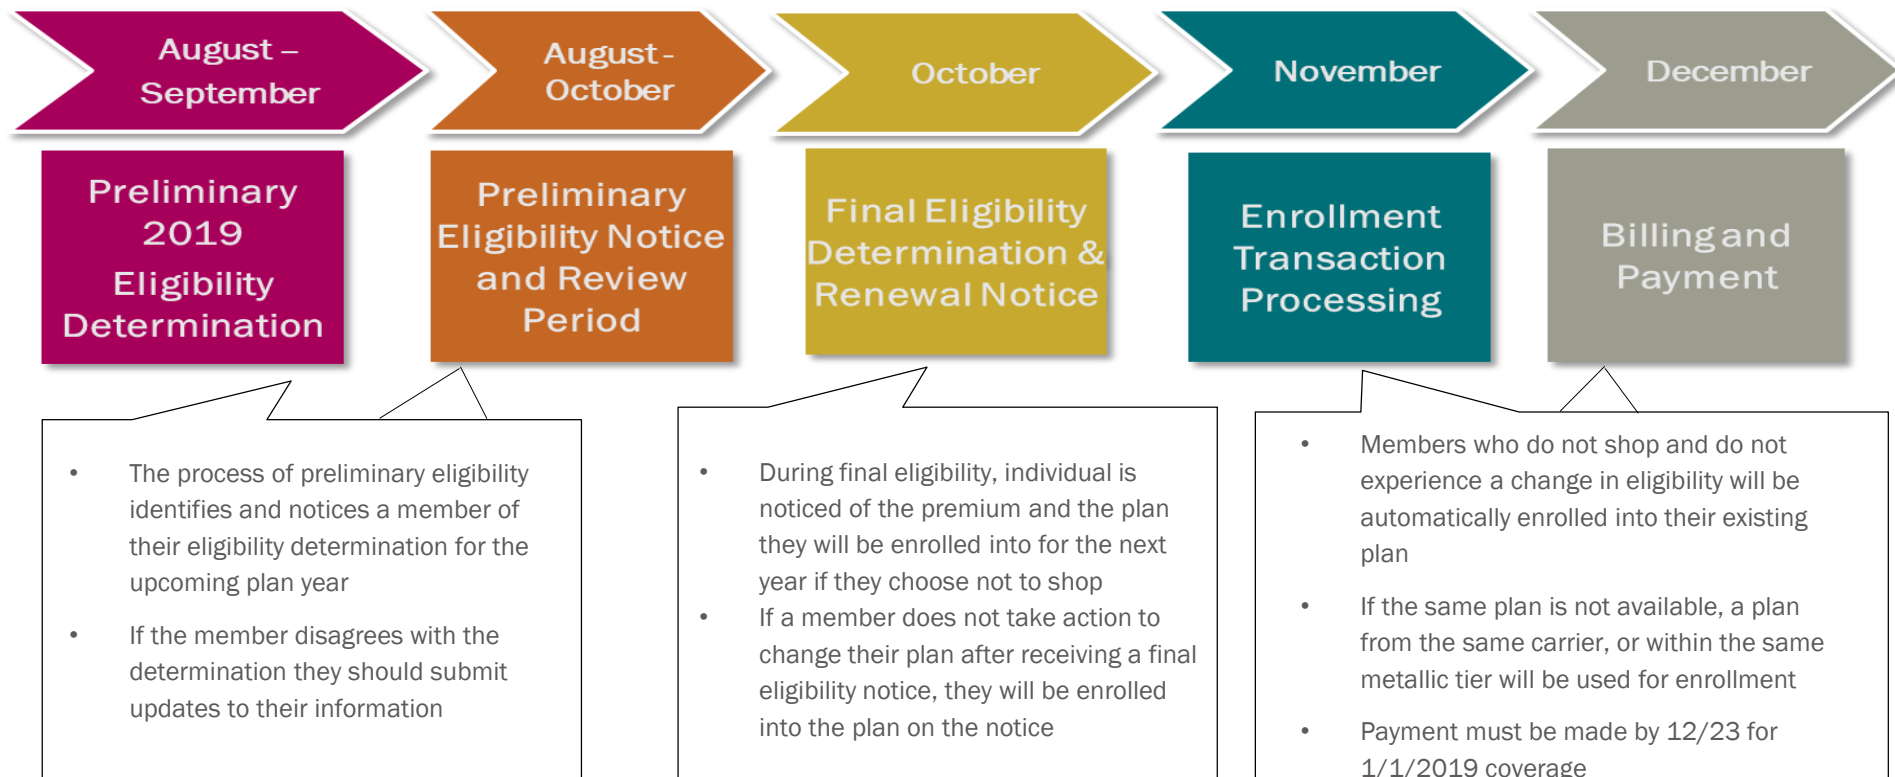 August –
September
August-
October
October
November
December
Preliminary
2019
Eligibility
Determination
Preliminary
Eligibility Notice
and Review
Period
Final Eligibility
Determination &
Renewal Notice
Enrollment
Transaction
Processing
Billing and
Payment
• The process of preliminary eligibility
identifies and notices a member of
their eligibility determination for the
upcoming plan year
• If the member disagrees with the
determination they should submit
updates to their information
• During final eligibility, individual is
noticed of the premium and the plan
they will be enrolled into for the next
year if they choose not to shop
• If a member does not take action to
change their plan after receiving a final
eligibility notice, they will be enrolled
into the plan on the notice
• Members who do not shop and do not
experience a change in eligibility will be
automatically enrolled into their existing
plan
• If the same plan is not available, a plan
from the same carrier, or within the same
metallic tier will be used for enrollment
• Payment must be made by 12/23 for
1/1/2019 coverage